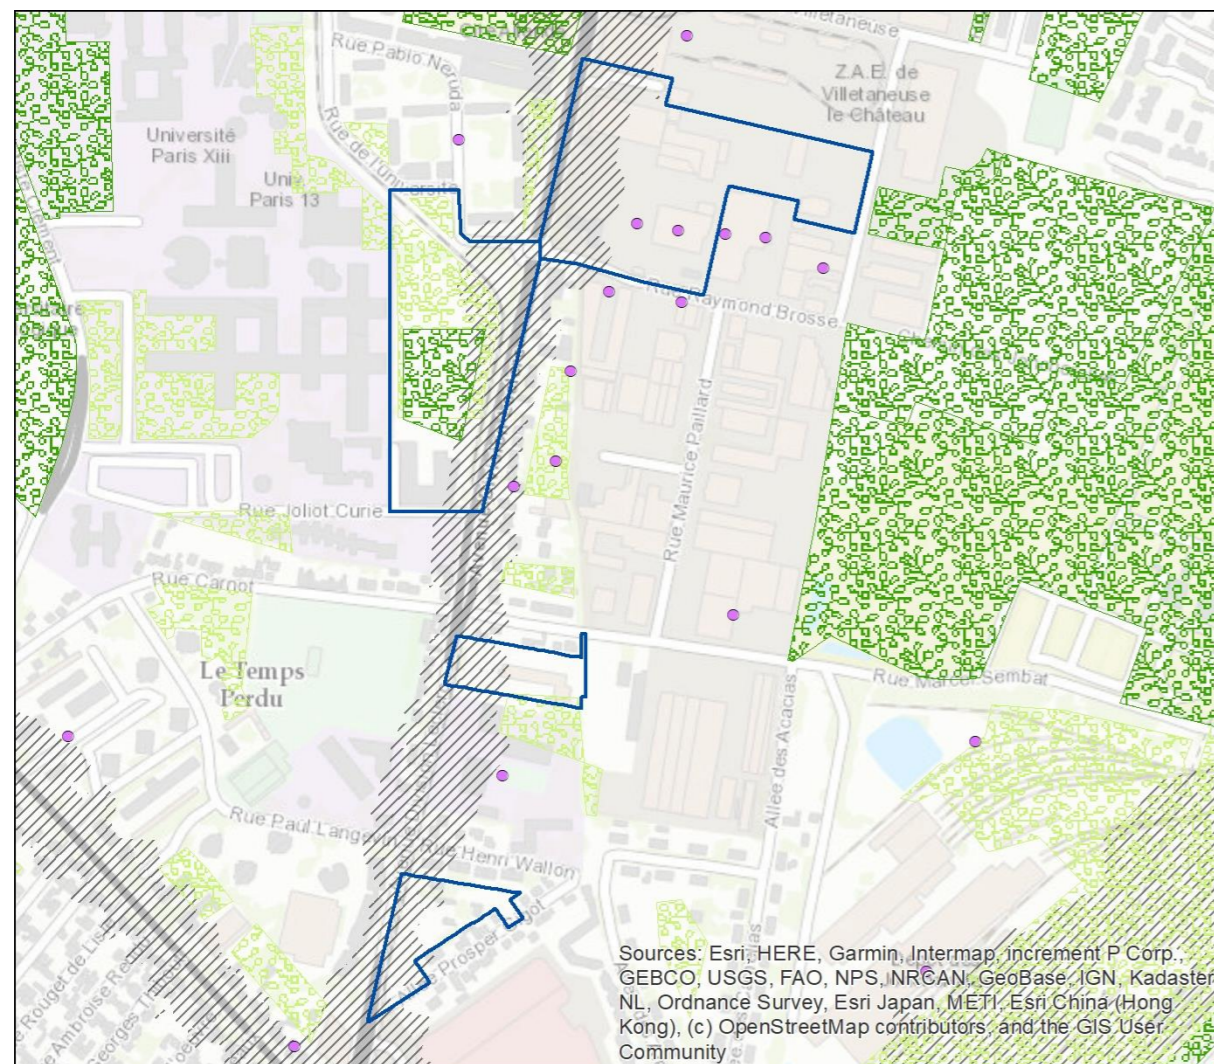 Villetaneuse
Rue Pablo Neruda
Z.A.E. de
Villetaneuse
le Château
Université
Paris XIII
Rue de l'université
Paris 13
Rue Raymond Brosse
Rue Maurice Paillard
Rue Joliot Curie
Rue Carnot
Le Temps
Perdu
Rue Marcel Sembat
Allée des Acacias
Rue Paul Langevin
Rue Henri Wallon
Allée Prosper
Sources: Esri, HERE, Garmin, Intermap, increment P Corp.,
GEBCO, USGS, FAO, NPS, NRCAN, GeoBase, IGN, Kadaster
NL, Ordnance Survey, Esri Japan, METI, Esri China (Hong
Kong), (c) OpenStreetMap contributors, and the GIS User
Community